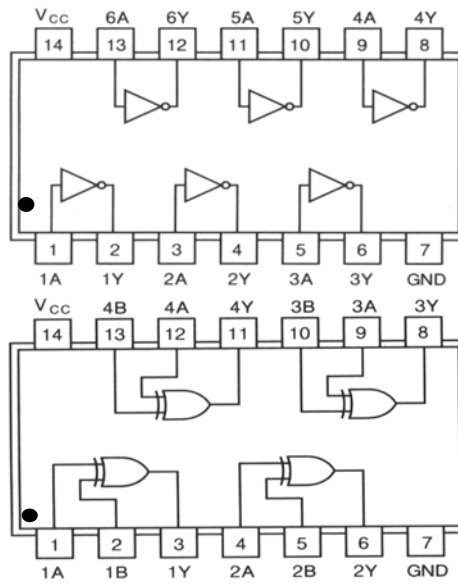 VCC 6A 6Y 5A 5Y 4A 4Y
14 13 12 11 10 9 8
1 2 3 4 5 6 7
1A 1Y 2A 2Y 3A 3Y GND
VCC 4B 4A 4Y 3B 3A 3Y
14 13 12 11 10 9 8
1 2 3 4 5 6 7
1A 1B 1Y 2A 2B 2Y GND